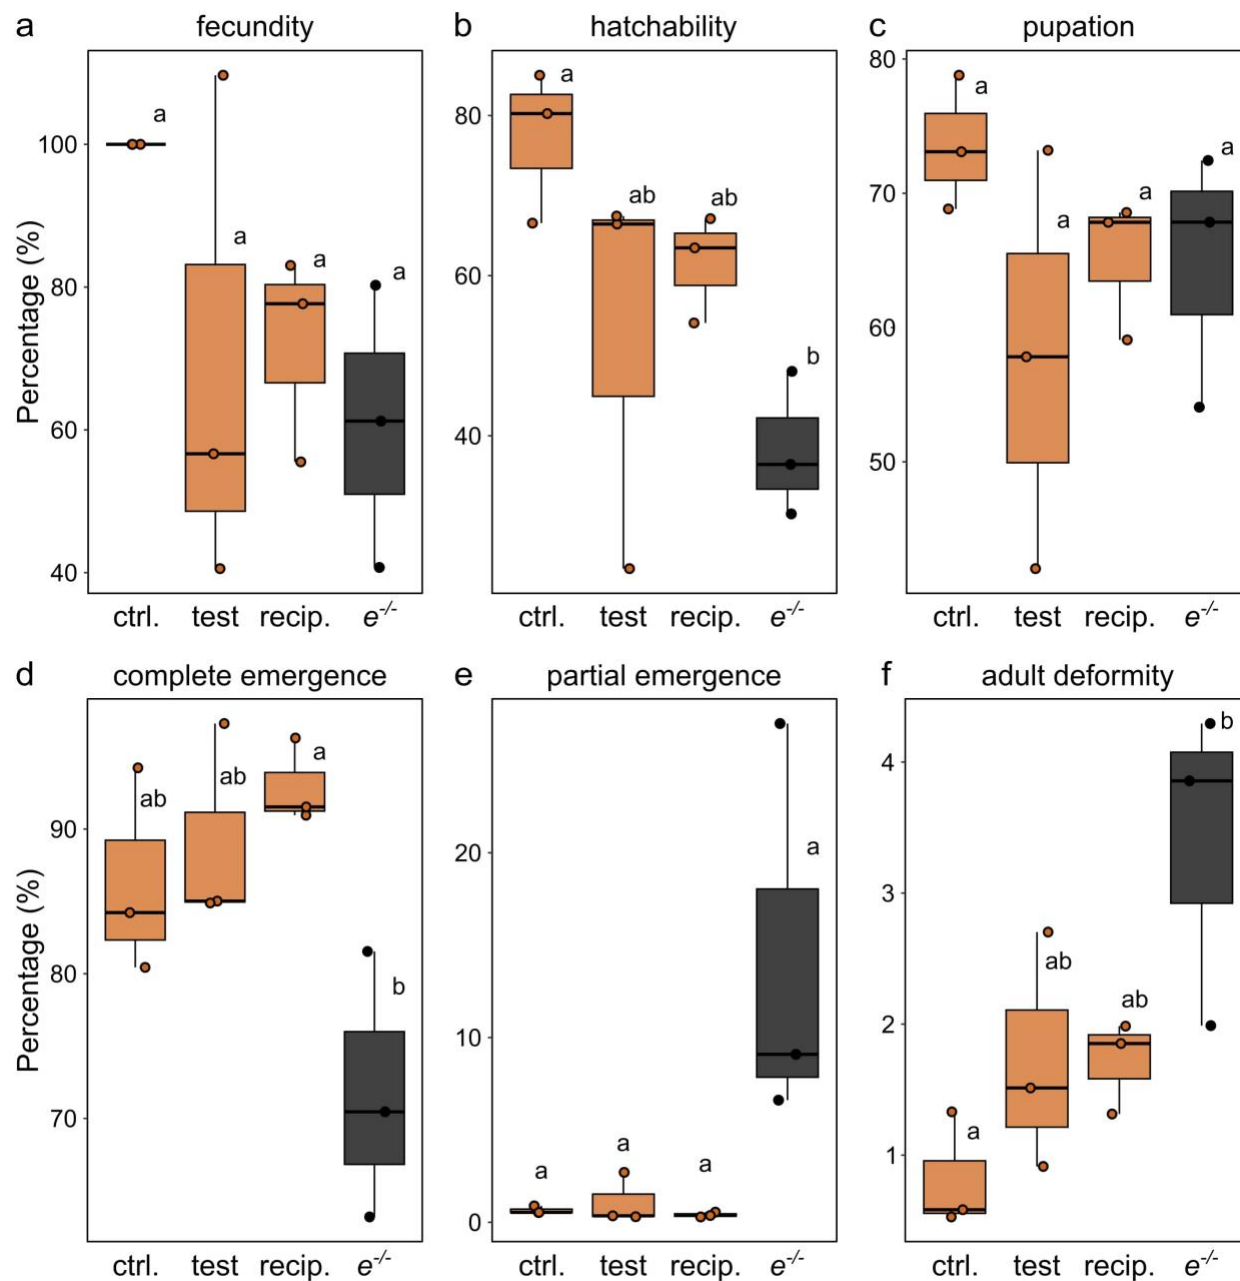 a fecundity
Percentage (%)
100
80
60
40
a
a
a
a
ctrl. test recip. e-/-
b hatchability
80
60
40
a
ab
ab
b
ctrl. test recip. e-/-
c pupation
80
70
60
50
a
a
a
a
ctrl. test recip. e-/-
d complete emergence
Percentage (%)
90
80
70
ab
ab
a
b
ctrl. test recip. e-/-
e partial emergence
20
10
0
a
a
a
a
ctrl. test recip. e-/-
f adult deformity
4
3
2
1
a
ab
ab
b
ctrl. test recip. e-/-